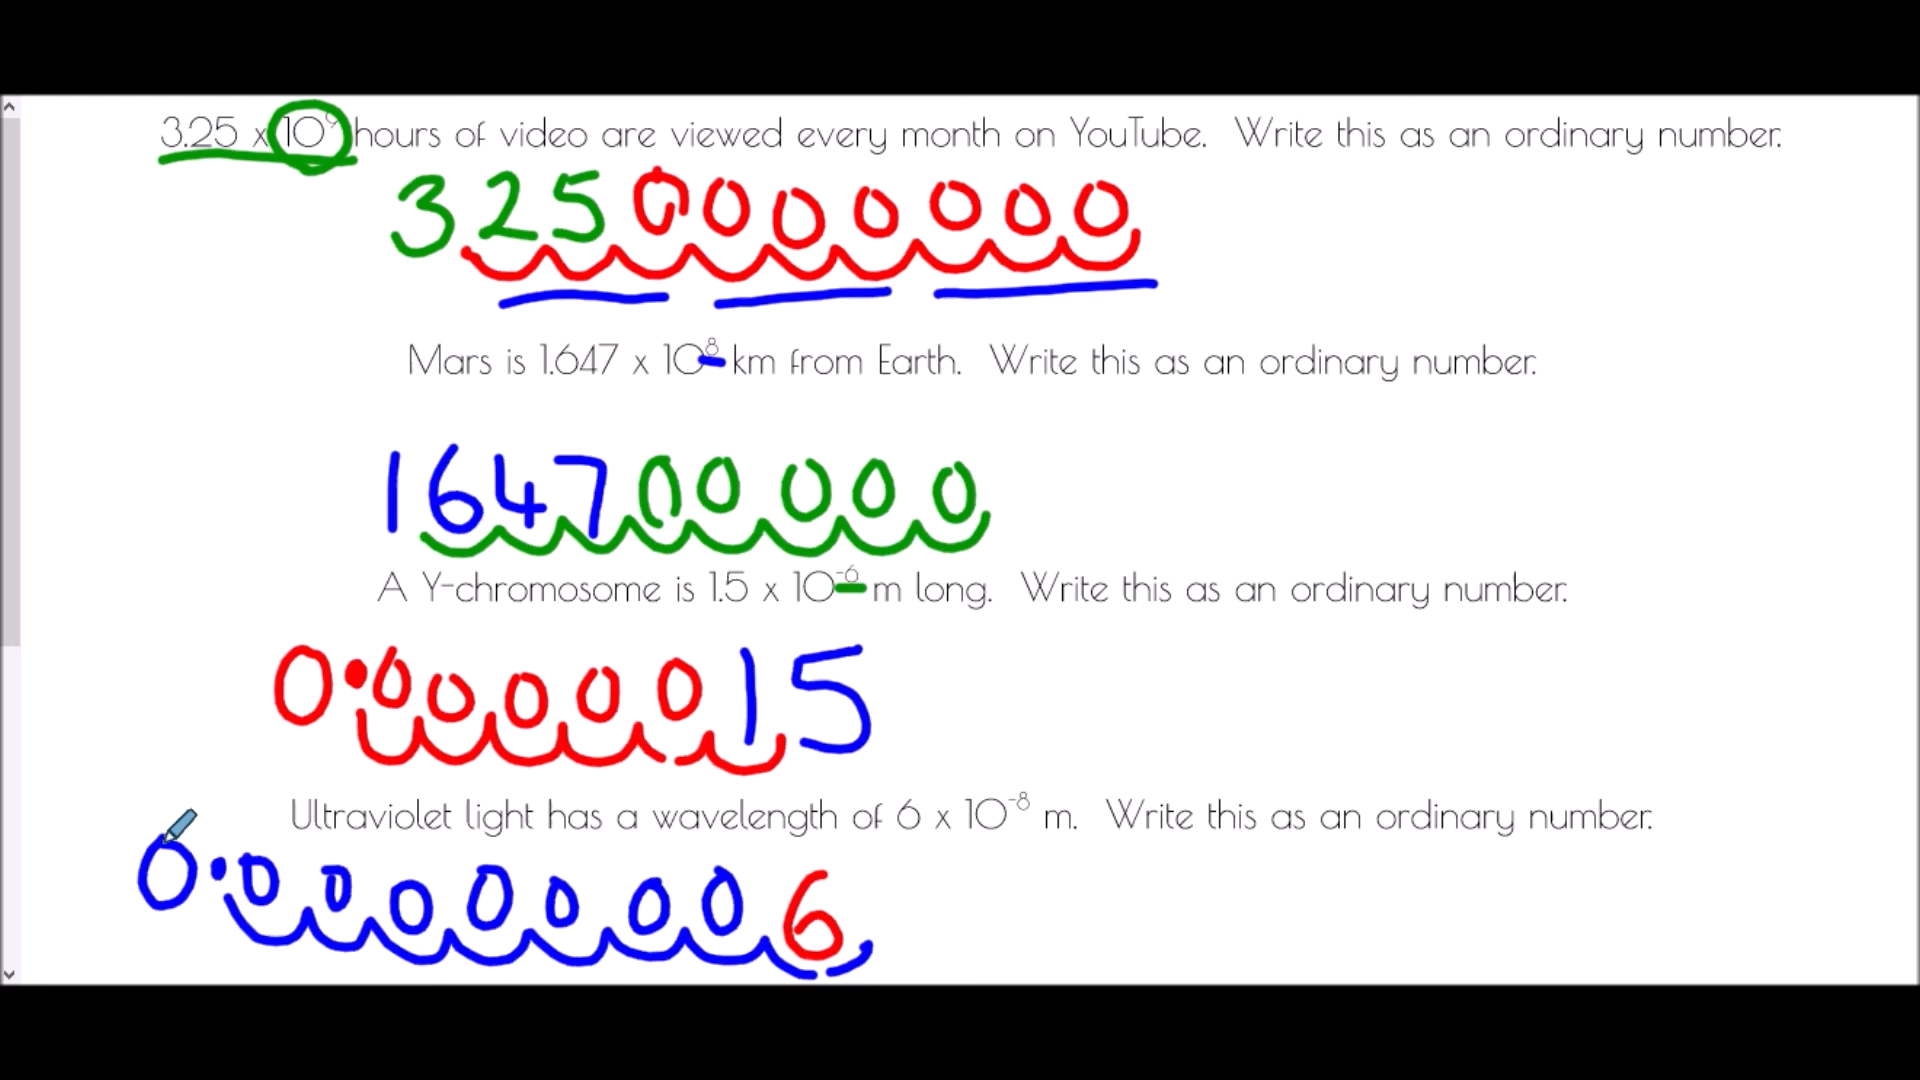 3.25 x 10⁹ hours of video are viewed every month on YouTube. Write this as an ordinary number.
3250000000
Mars is 1.647 x 10⁸ km from Earth. Write this as an ordinary number.
164700000
A Y-chromosome is 1.5 x 10⁻⁶ m long. Write this as an ordinary number.
0.0000015
Ultraviolet light has a wavelength of 6 x 10⁻⁸ m. Write this as an ordinary number.
0.00000006